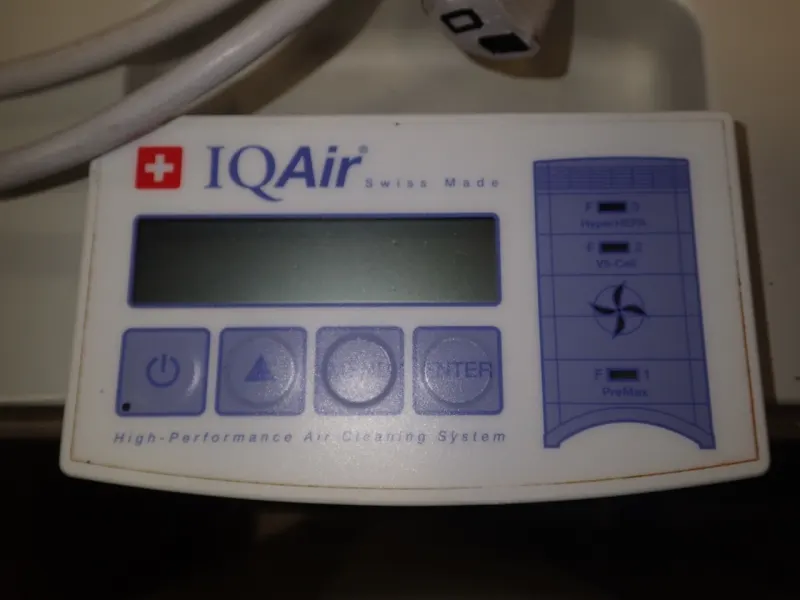 IQAir®
Swiss Made
F 3
HyperHEPA
F 2
V5-Cell
ENTER
F 1
PreMax
High-Performance Air Cleaning System